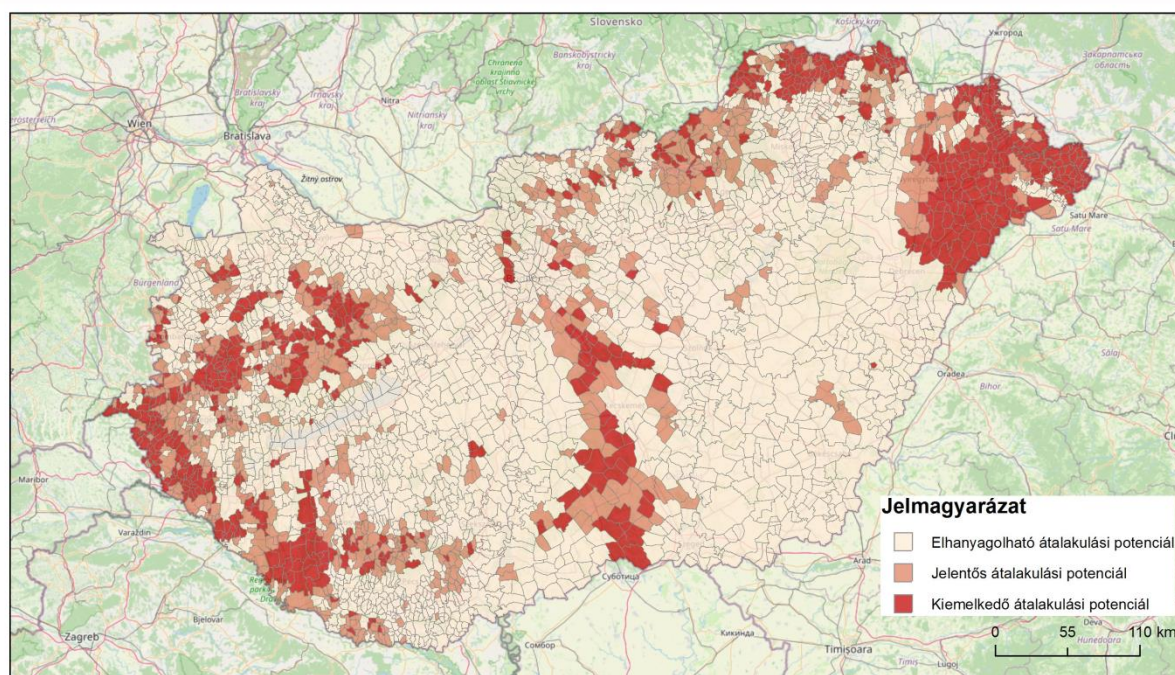 Slovensko
Košický kraj
Ужгород
Закарпатська область
Banskobystrický kraj
Chránená krajinná oblasť Štiavnické vrchy
Nitra
Nitriansky kraj
Trnavský kraj
Bratislavský kraj
Wien
Bratislava
Žitný ostrov
Burgenland
Satu Mare
Satu Mare
Sălaj
Oradea
Bihor
Maribor
Varaždin
Bjelovar
Zagreb
Суботица
Сомбор
Кикинда
Timișoara
Timiș
Lugoj
Arad
Deva
Hunedoara
Jelmagyarázat
Elhanyagolható átalakulási potenciál
Jelentős átalakulási potenciál
Kiemelkedő átalakulási potenciál
0 55 110 km